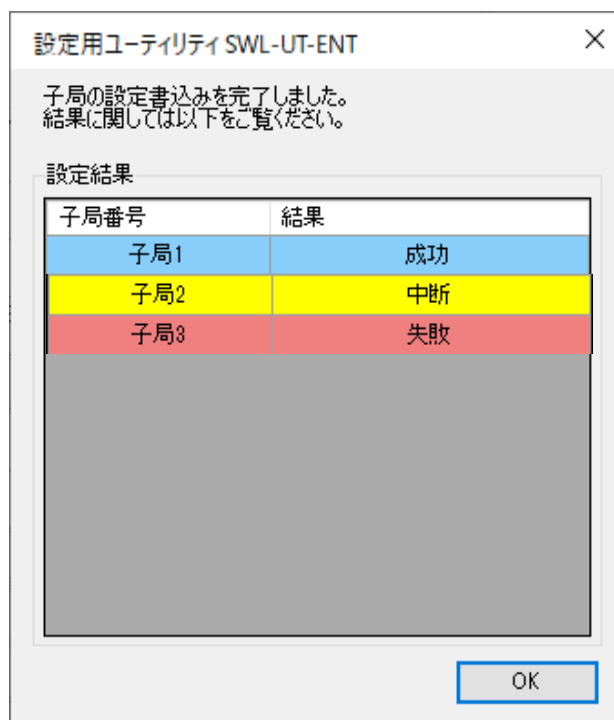 設定用ユーティリティ SWL-UT-ENT
子局の設定書込みを完了しました。
結果に関しては以下をご覧ください。
設定結果
子局番号 結果
子局1 成功
子局2 中断
子局3 失敗
OK